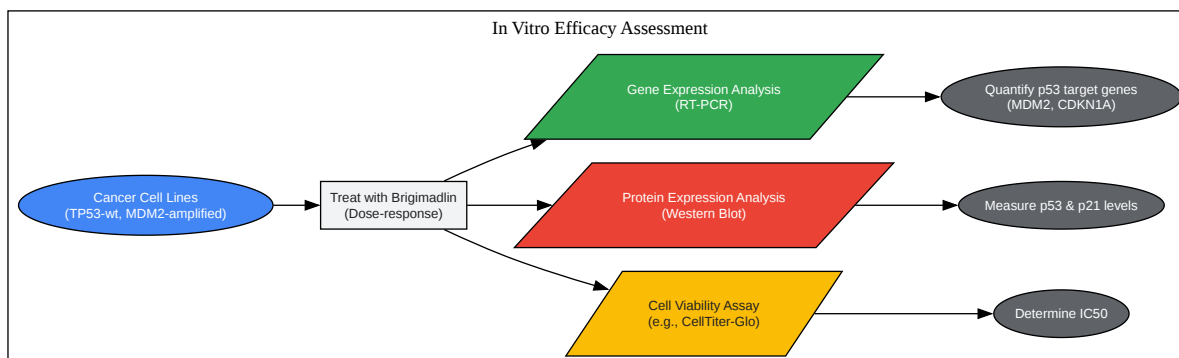 In Vitro Efficacy Assessment
Gene Expression Analysis
(RT-PCR)
Quantify p53 target genes
(MDM2, CDKN1A)
Cancer Cell Lines
(TP53-wt, MDM2-amplified)
Treat with Brigimadlin
(Dose-response)
Protein Expression Analysis
(Western Blot)
Measure p53 & p21 levels
Cell Viability Assay
(e.g., CellTiter-Glo)
Determine IC50